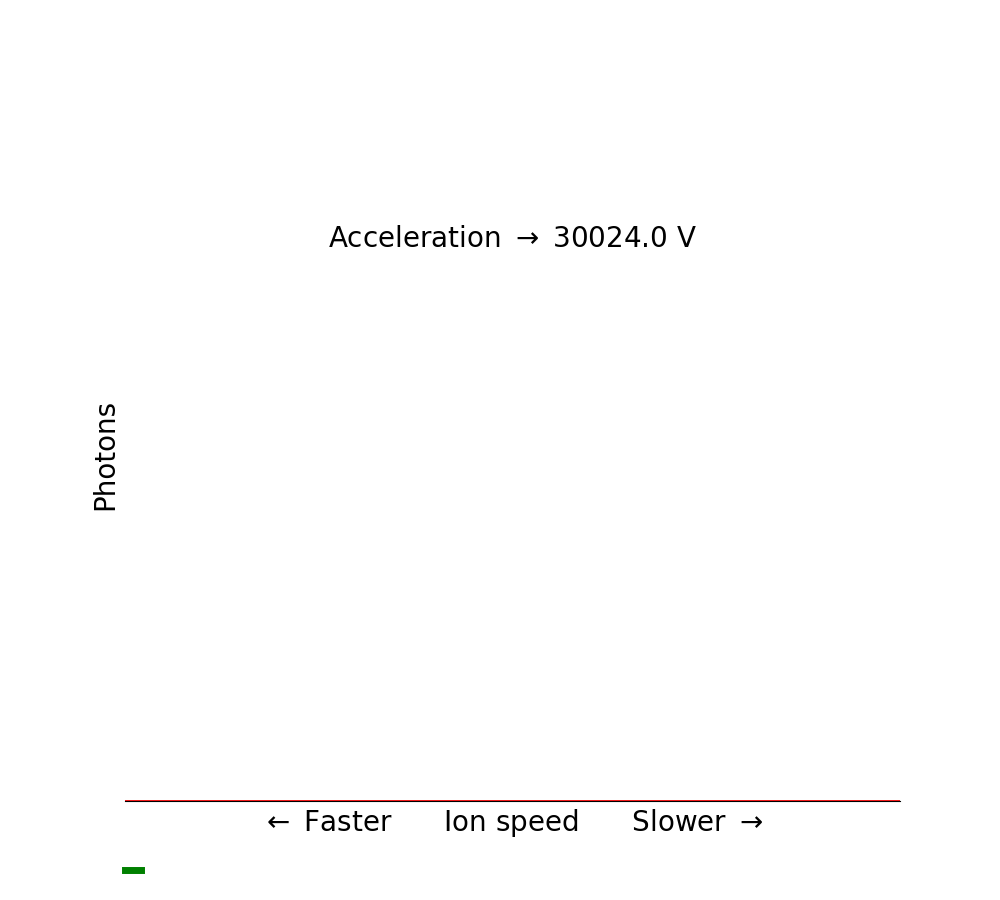 Acceleration → 30024.0 V
Photons
← Faster Ion speed Slower →